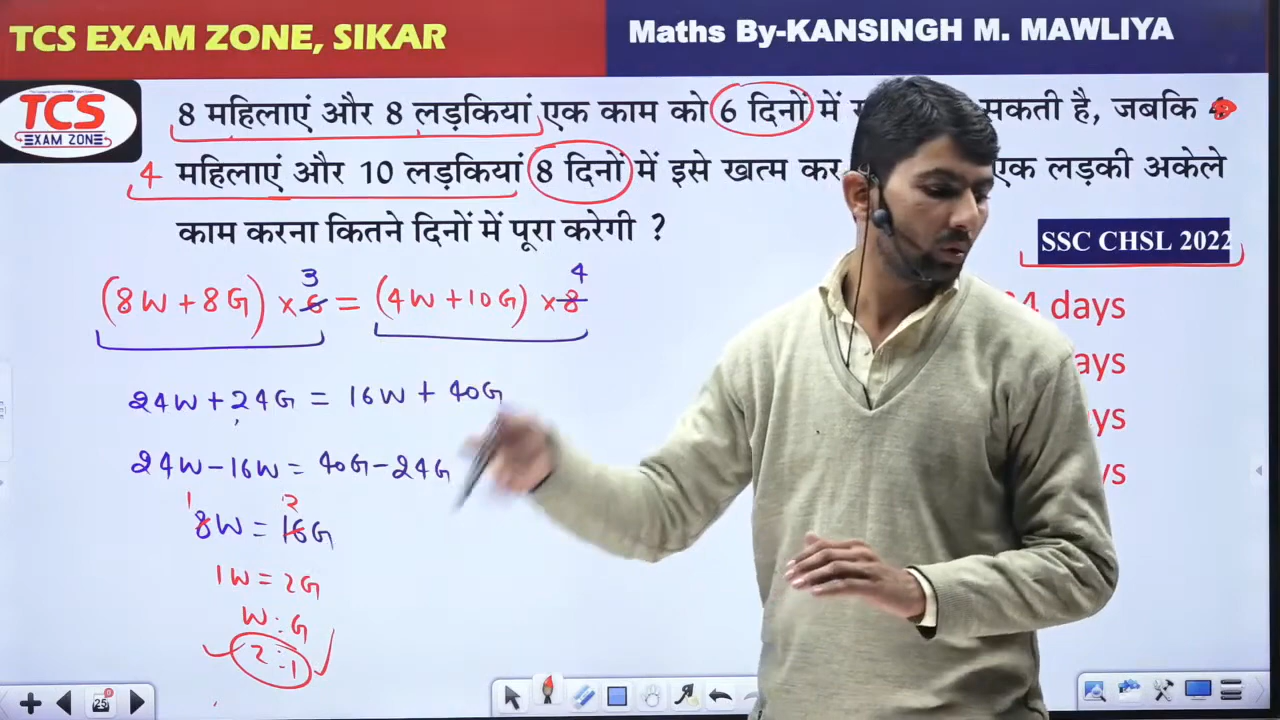 TCS EXAM ZONE, SIKAR
Maths By-KANSINGH M. MAWLIYA
TCS
EXAM ZONE
8 महिलाएं और 8 लड़कियां एक काम को 6 दिनों में सकती है, जबकि
4 महिलाएं और 10 लड़कियां 8 दिनों में इसे खत्म कर एक लड़की अकेले
काम करना कितने दिनों में पूरा करेगी ?
SSC CHSL 2022
3 4
(8W + 8G) × 6 = (4W + 10G) × 8
24W + 24G = 16W + 40G
24W - 16W = 40G - 24G
1 2
8W = 16G
1W = 2G
W : G
2 : 1
4 days
ays
ys
s
25